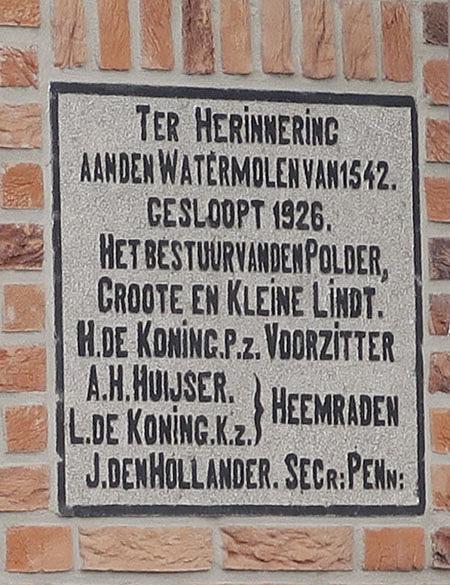 TER HERINNERING
AAN DEN WATERMOLEN VAN 1542.
GESLOOPT 1926.
HET BESTUUR VAN DEN POLDER,
GROOTE EN KLEINE LINDT.
H. DE KONING. P.z. VOORZITTER
A.H. HUIJSER.
L. DE KONING. K.z. } HEEMRADEN
J. DEN HOLLANDER. SECR: PENN: